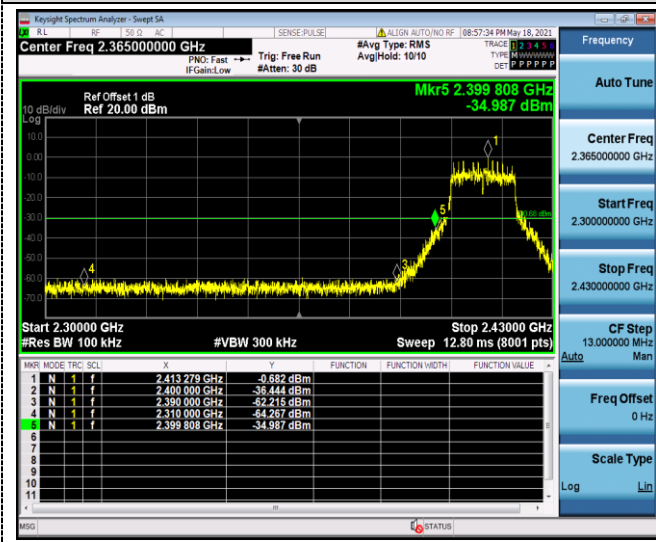 Keysight Spectrum Analyzer - Swept SA
RL RF 50 Ω AC SENSE:PULSE ALIGN AUTO/NO RF 08:57:34 PM May 18, 2021
Center Freq 2.365000000 GHz
#Avg Type: RMS
TRACE 1 2 3 4 5 6
PNO: Fast Trig: Free Run Avg|Hold: 10/10 TYPE M W W W W W
IFGain:Low #Atten: 30 dB DET P P P P P P
Mkr5 2.399 808 GHz
-34.987 dBm
Ref Offset 1 dB
10 dB/div Ref 20.00 dBm
Log
10.0
0.00
-10.0
-20.0
-30.0
-40.0
-50.0
-60.0
-70.0
1
5
3
4
Start 2.30000 GHz Stop 2.43000 GHz
#Res BW 100 kHz #VBW 300 kHz Sweep 12.80 ms (8001 pts)
MKR MODE TRC SCL X Y FUNCTION FUNCTION WIDTH FUNCTION VALUE
1 N 1 f 2.413 279 GHz -0.682 dBm
2 N 1 f 2.400 000 GHz -36.444 dBm
3 N 1 f 2.390 000 GHz -62.215 dBm
4 N 1 f 2.310 000 GHz -64.267 dBm
5 N 1 f 2.399 808 GHz -34.987 dBm
6
7
8
9
10
11
MSG STATUS
Frequency
Auto Tune
Center Freq
2.365000000 GHz
Start Freq
2.300000000 GHz
Stop Freq
2.430000000 GHz
CF Step
13.000000 MHz
Auto Man
Freq Offset
0 Hz
Scale Type
Log Lin